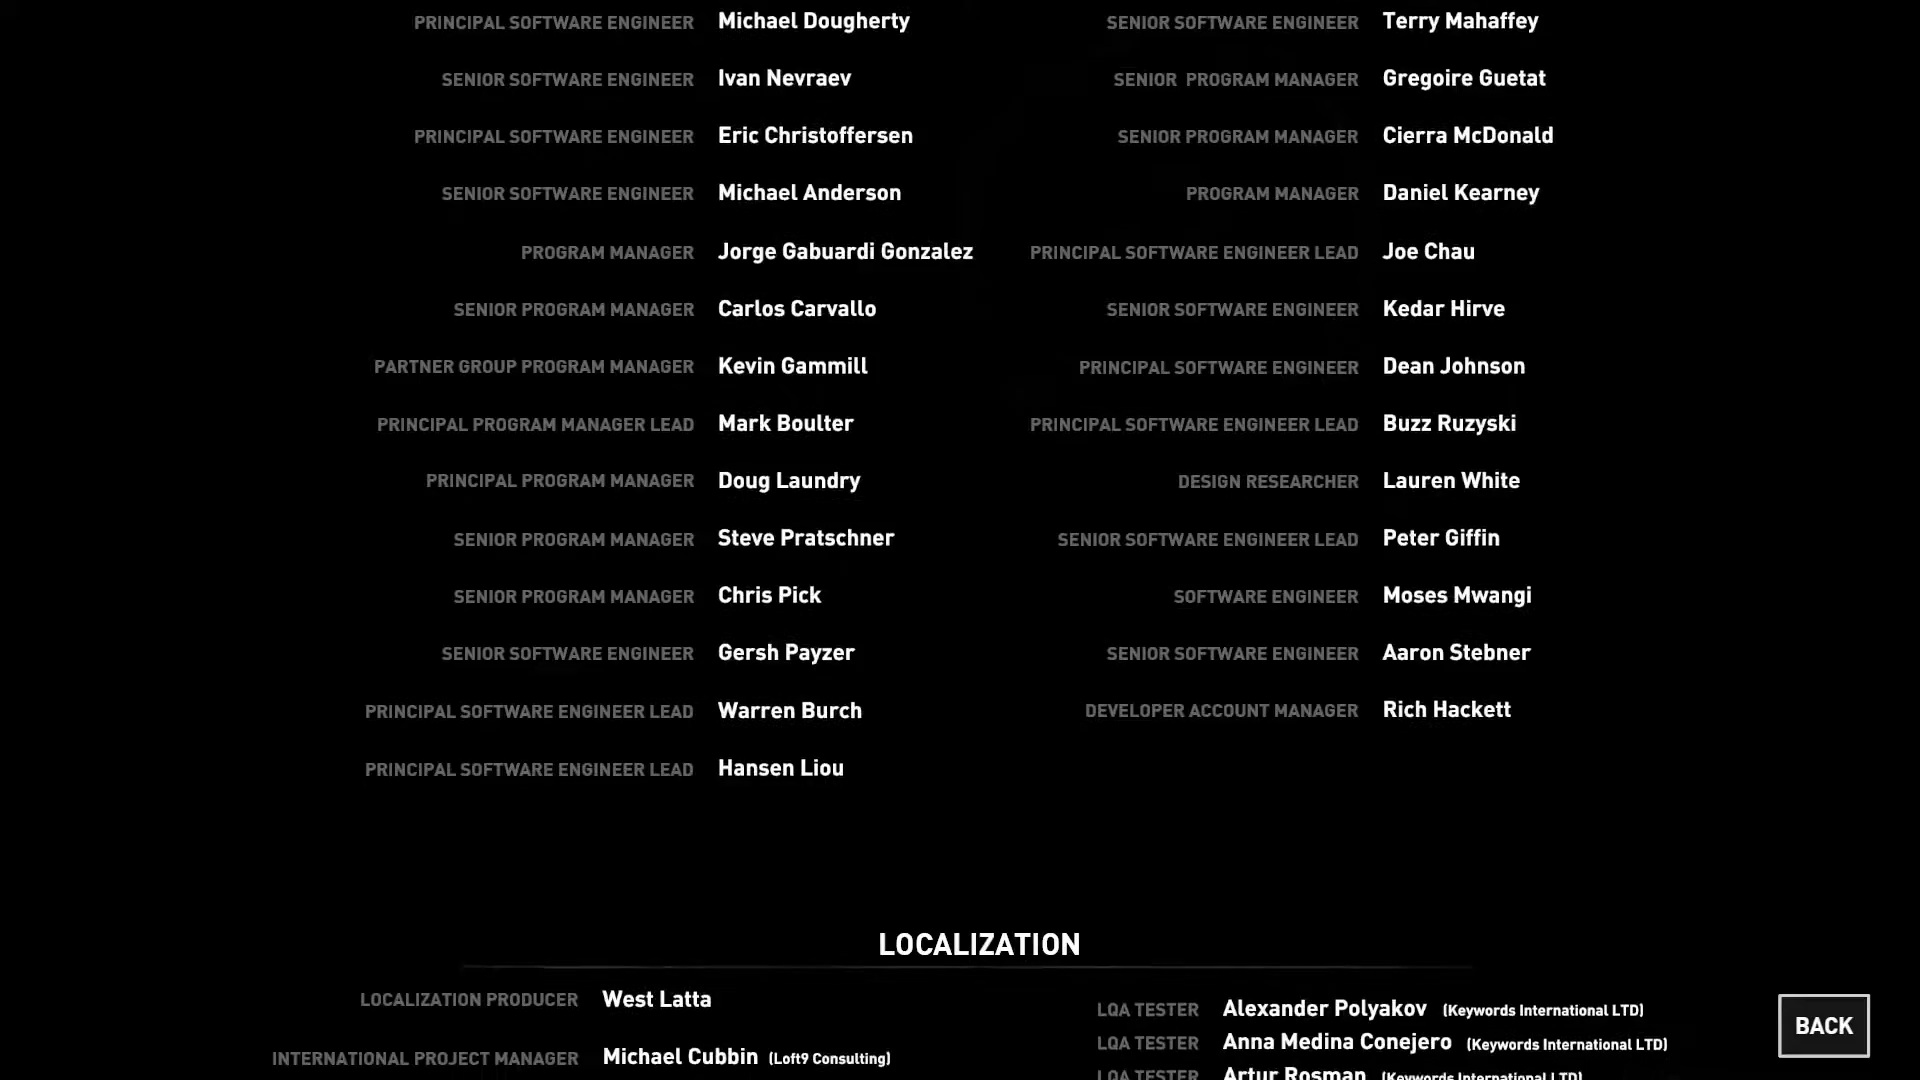 PRINCIPAL SOFTWARE ENGINEER Michael Dougherty
SENIOR SOFTWARE ENGINEER Ivan Nevraev
PRINCIPAL SOFTWARE ENGINEER Eric Christoffersen
SENIOR SOFTWARE ENGINEER Michael Anderson
PROGRAM MANAGER Jorge Gabuardi Gonzalez
SENIOR PROGRAM MANAGER Carlos Carvallo
PARTNER GROUP PROGRAM MANAGER Kevin Gammill
PRINCIPAL PROGRAM MANAGER LEAD Mark Boulter
PRINCIPAL PROGRAM MANAGER Doug Laundry
SENIOR PROGRAM MANAGER Steve Pratschner
SENIOR PROGRAM MANAGER Chris Pick
SENIOR SOFTWARE ENGINEER Gersh Payzer
PRINCIPAL SOFTWARE ENGINEER LEAD Warren Burch
PRINCIPAL SOFTWARE ENGINEER LEAD Hansen Liou
SENIOR SOFTWARE ENGINEER Terry Mahaffey
SENIOR PROGRAM MANAGER Gregoire Guetat
SENIOR PROGRAM MANAGER Cierra McDonald
PROGRAM MANAGER Daniel Kearney
PRINCIPAL SOFTWARE ENGINEER LEAD Joe Chau
SENIOR SOFTWARE ENGINEER Kedar Hirve
PRINCIPAL SOFTWARE ENGINEER Dean Johnson
PRINCIPAL SOFTWARE ENGINEER LEAD Buzz Ruzyski
DESIGN RESEARCHER Lauren White
SENIOR SOFTWARE ENGINEER LEAD Peter Giffin
SOFTWARE ENGINEER Moses Mwangi
SENIOR SOFTWARE ENGINEER Aaron Stebner
DEVELOPER ACCOUNT MANAGER Rich Hackett
LOCALIZATION
LOCALIZATION PRODUCER West Latta
INTERNATIONAL PROJECT MANAGER Michael Cubbin (Loft9 Consulting)
LQA TESTER Alexander Polyakov (Keywords International LTD)
LQA TESTER Anna Medina Conejero (Keywords International LTD)
LQA TESTER Artur Rosman (Keywords International LTD)
BACK